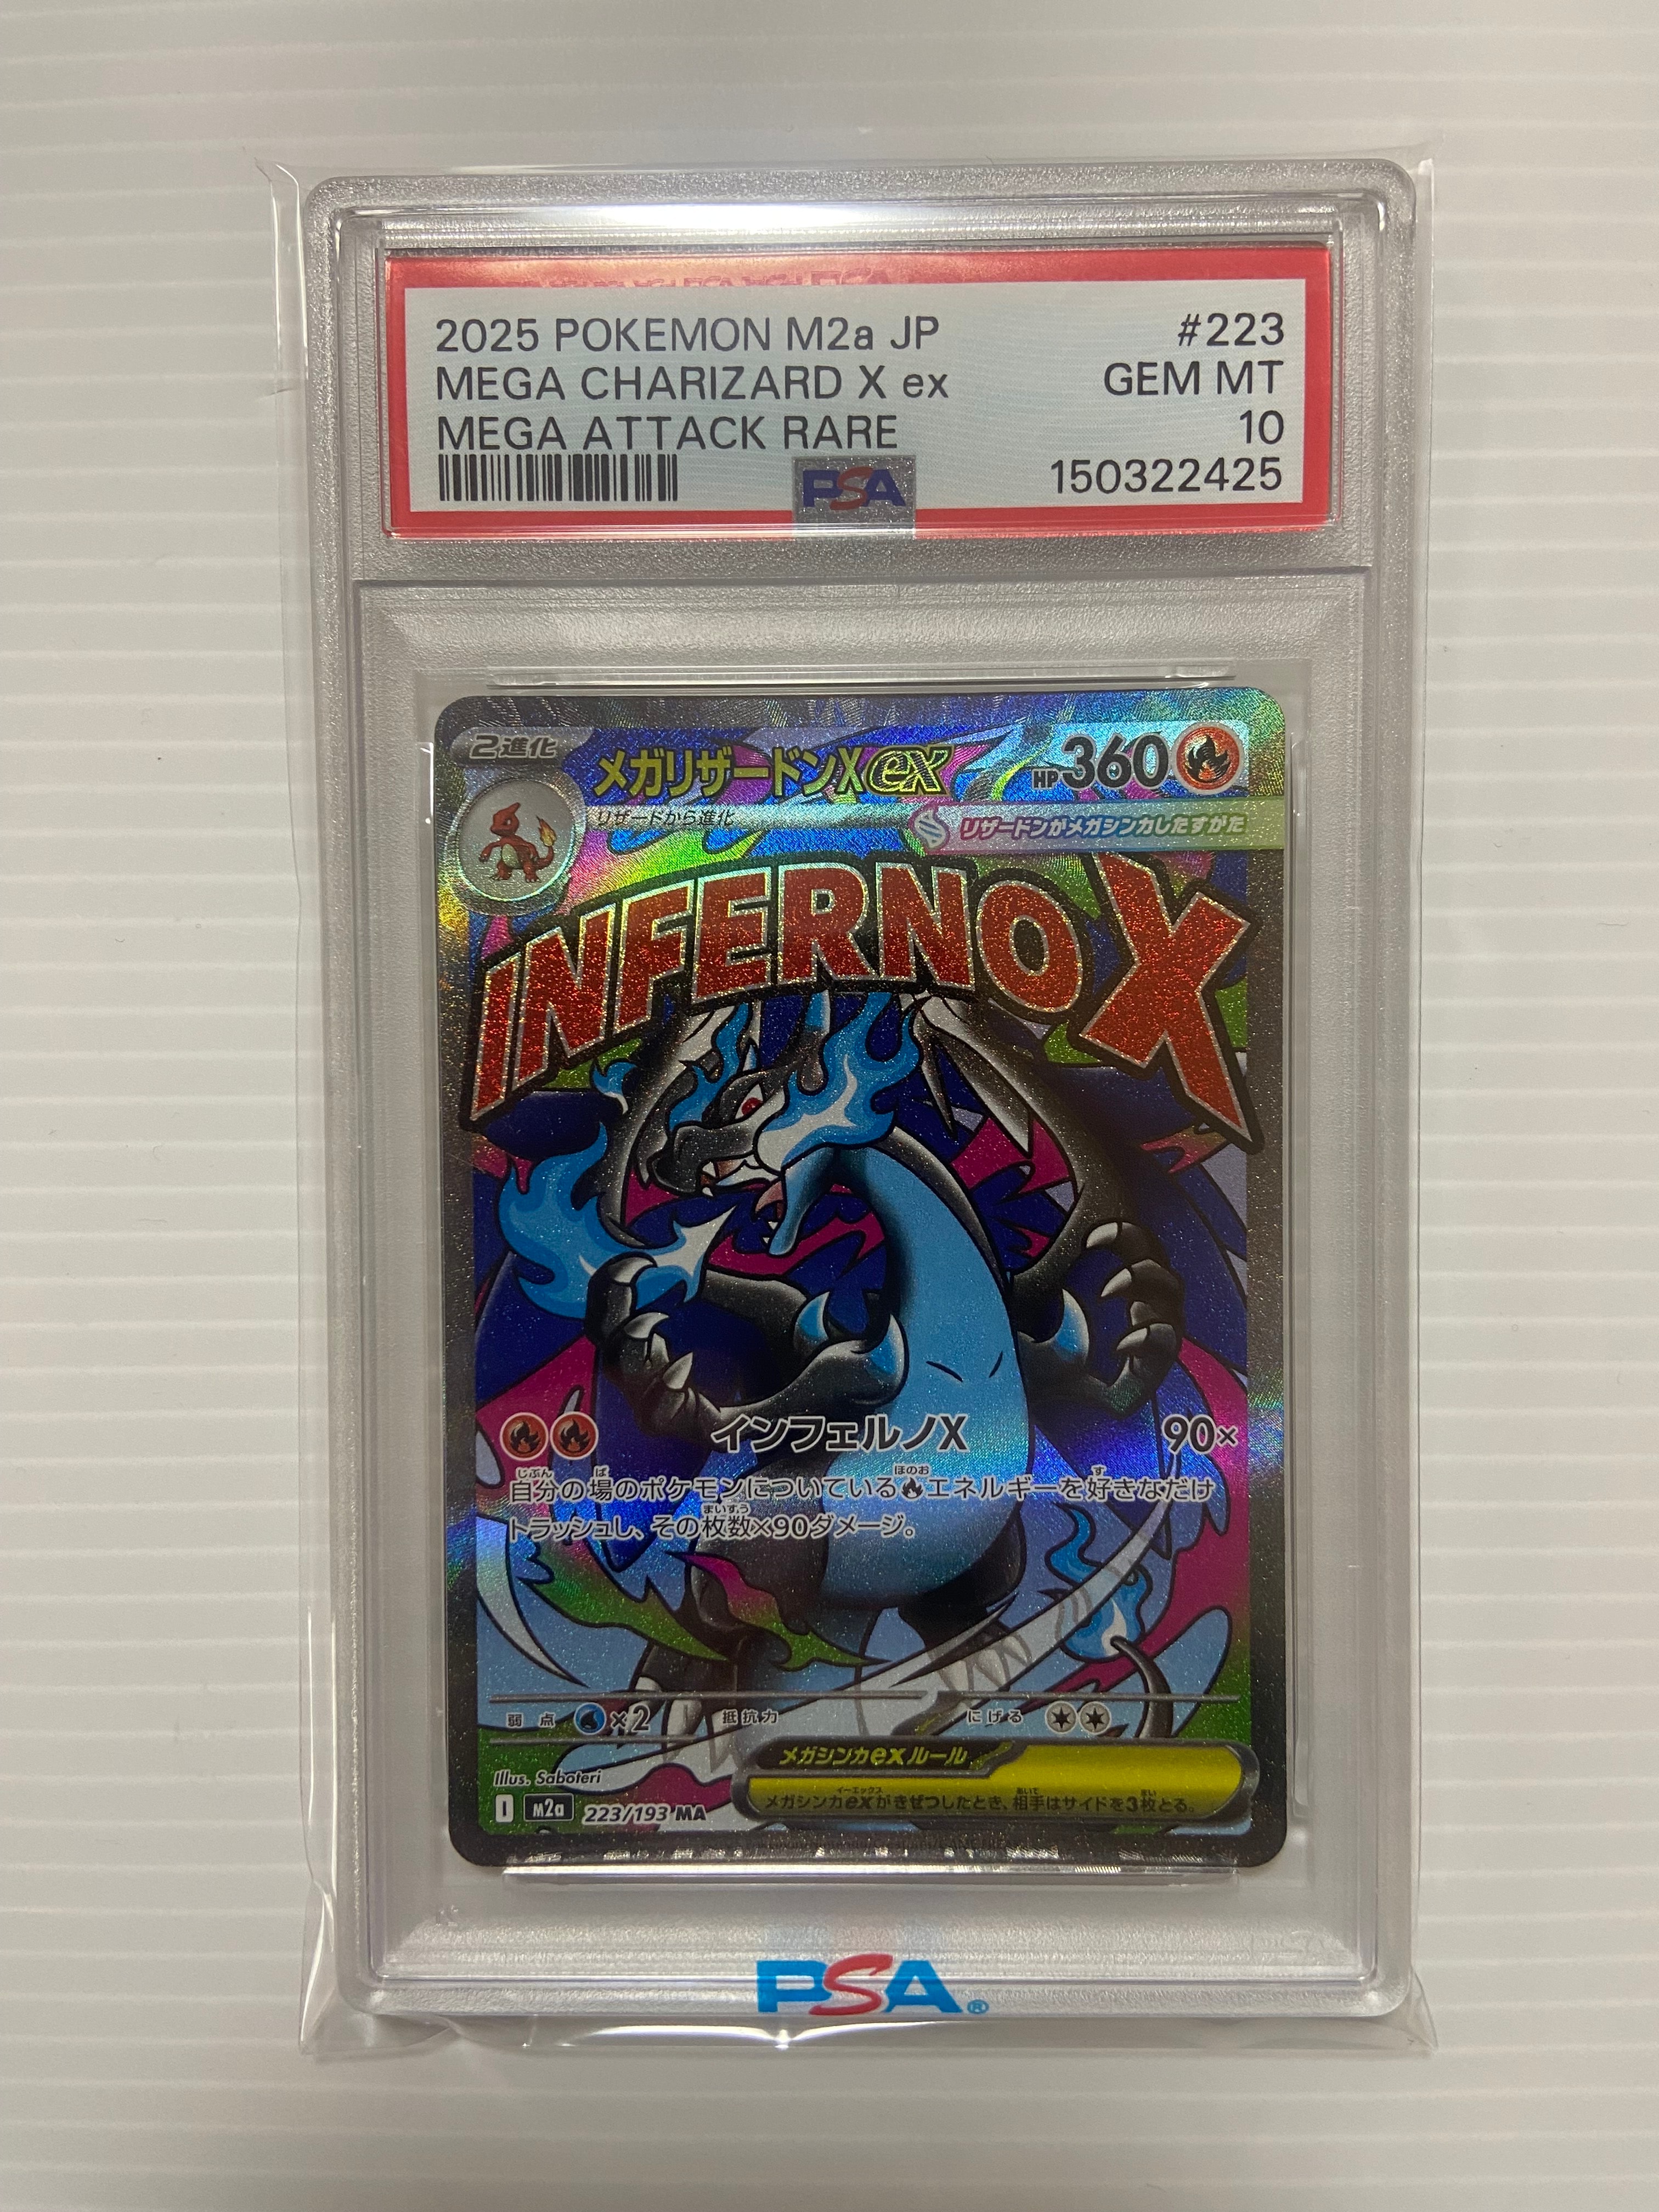 2025 POKEMON M2a JP #223
MEGA CHARIZARD X ex GEM MT
MEGA ATTACK RARE 10
PSA 150322425
2進化 メガリザードンXex HP360
リザードから進化 リザードンがメガシンカしたすがた
INFERNO X
インフェルノX 90×
自分の場のポケモンについているエネルギーを好きなだけ
トラッシュし、その枚数×90ダメージ。
弱点 ×2 抵抗力 にげる
メガシンカexルール
メガシンカexがきぜつしたとき、相手はサイドを3枚とる。
Illus. Saboteri
I M2a 223/193 MA
PSA®